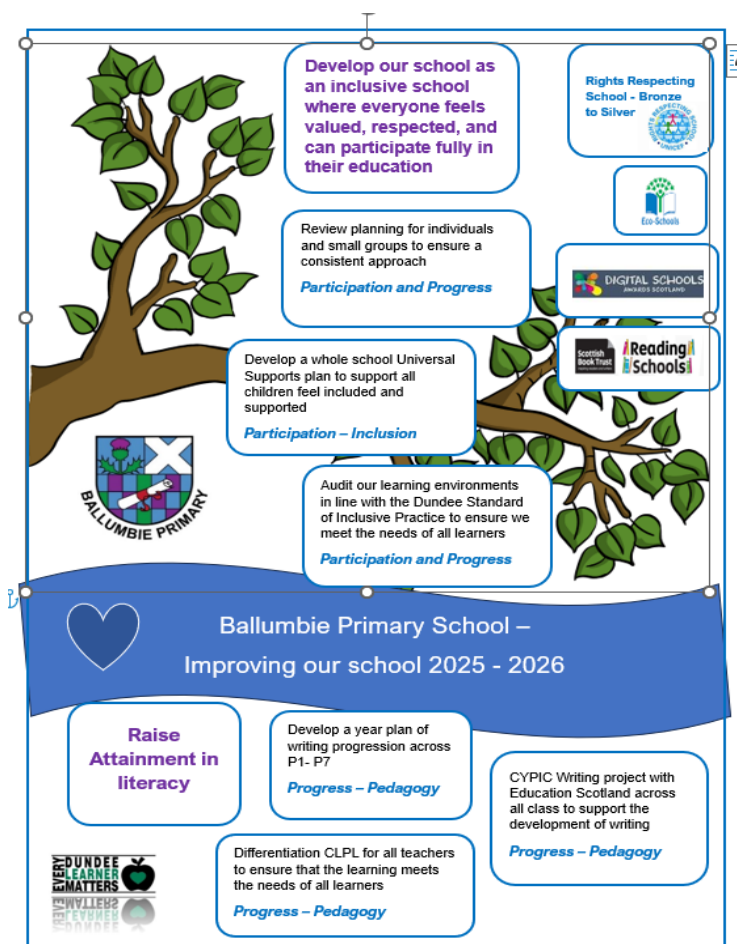 Develop our school as
an inclusive school
where everyone feels
valued, respected, and
can participate fully in
their education
Rights Respecting
School - Bronze
to Silver
RIGHTS RESPECTING SCHOOL
UNICEF
Eco-Schools
Review planning for individuals
and small groups to ensure a
consistent approach
Participation and Progress
DIGITAL SCHOOLS
AWARDS SCOTLAND
Scottish
Book Trust
Reading
Schools
Develop a whole school Universal
Supports plan to support all
children feel included and
supported
Participation – Inclusion
BALLUMBIE PRIMARY
Audit our learning environments
in line with the Dundee Standard
of Inclusive Practice to ensure we
meet the needs of all learners
Participation and Progress
Ballumbie Primary School –
Improving our school 2025 - 2026
Raise
Attainment in
literacy
Develop a year plan of
writing progression across
P1- P7
Progress – Pedagogy
CYPIC Writing project with
Education Scotland across
all class to support the
development of writing
Progress – Pedagogy
EVERY
DUNDEE
LEARNER
MATTERS
Differentiation CLPL for all teachers
to ensure that the learning meets
the needs of all learners
Progress – Pedagogy